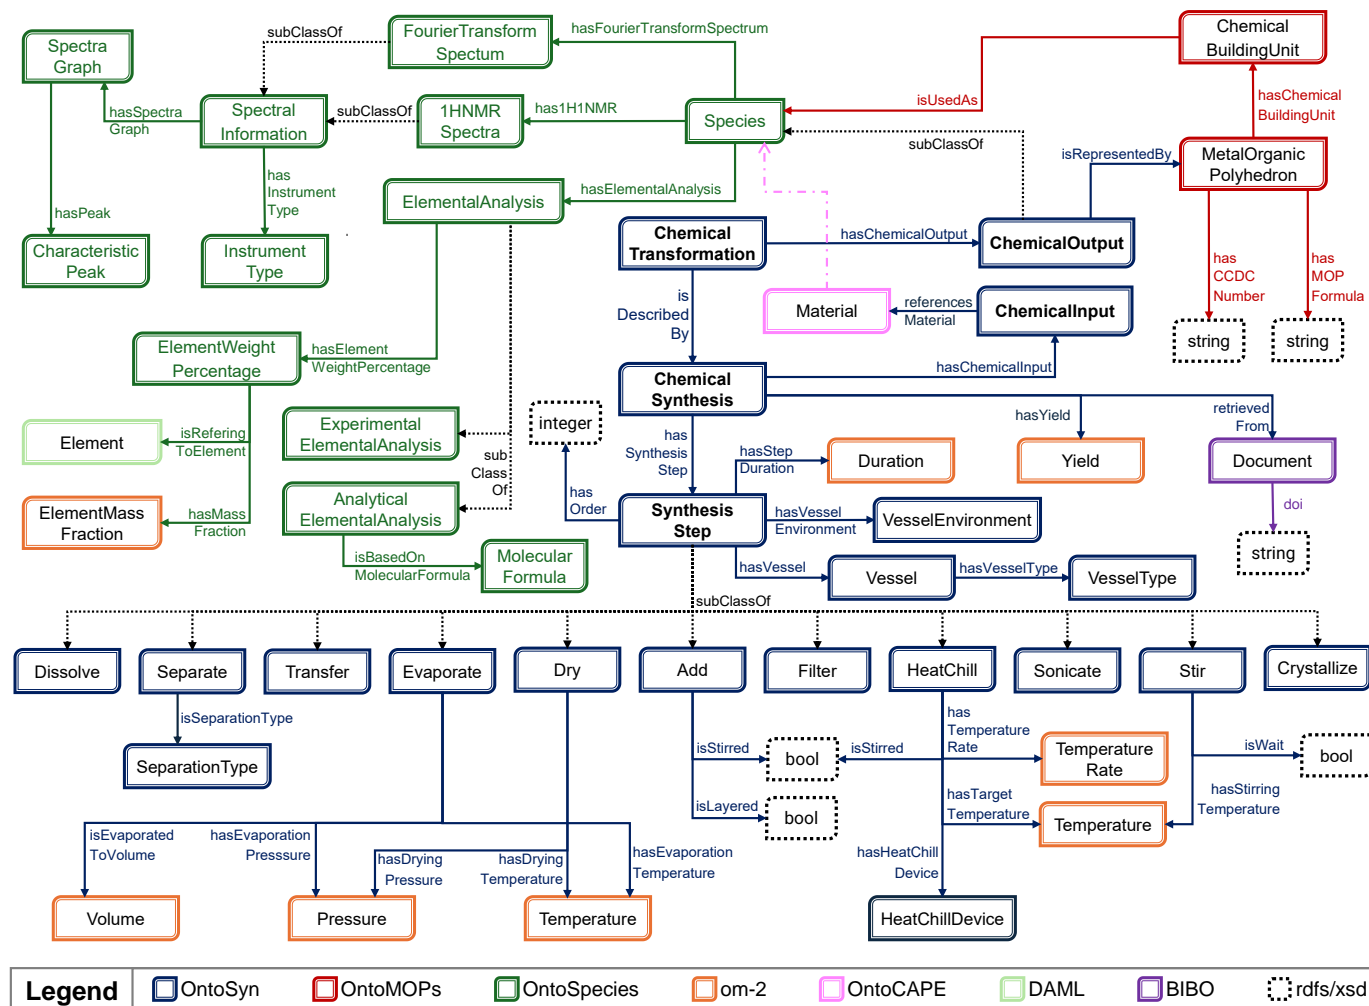 Spectra
Graph
subClassOf
FourierTransform
Spectum
hasFourierTransformSpectrum
Chemical
BuildingUnit
hasSpectra
Graph
Spectral
Information
subClassOf
1HNMR
Spectra
has1H1NMR
Species
isUsedAs
hasChemical
BuildingUnit
subClassOf
isRepresentedBy
MetalOrganic
Polyhedron
has
Instrument
Type
hasPeak
ElementalAnalysis
hasElementalAnalysis
Characteristic
Peak
Instrument
Type
Chemical
Transformation
hasChemicalOutput
ChemicalOutput
has
CCDC
Number
has
MOP
Formula
is
Described
By
Material
references
Material
ChemicalInput
string
string
ElementWeight
Percentage
hasElement
WeightPercentage
Chemical
Synthesis
hasChemicalInput
Element
isRefering
ToElement
Experimental
ElementalAnalysis
sub
Class
Of
integer
has
Synthesis
Step
hasStep
Duration
Duration
hasYield
Yield
retrieved
From
Document
ElementMass
Fraction
hasMass
Fraction
Analytical
ElementalAnalysis
has
Order
Synthesis
Step
hasVessel
Environment
VesselEnvironment
doi
string
isBasedOn
MolecularFormula
Molecular
Formula
hasVessel
Vessel
hasVesselType
VesselType
subClassOf
Dissolve
Separate
Transfer
Evaporate
Dry
Add
Filter
HeatChill
Sonicate
Stir
Crystallize
isSeparationType
SeparationType
isStirred
bool
isStirred
has
Temperature
Rate
Temperature
Rate
isWait
bool
isLayered
bool
hasTarget
Temperature
Temperature
hasStirring
Temperature
isEvaporated
ToVolume
hasEvaporation
Presssure
hasDrying
Pressure
hasDrying
Temperature
hasEvaporation
Temperature
hasHeatChill
Device
Volume
Pressure
Temperature
HeatChillDevice
Legend
OntoSyn
OntoMOPs
OntoSpecies
om-2
OntoCAPE
DAML
BIBO
rdfs/xsd